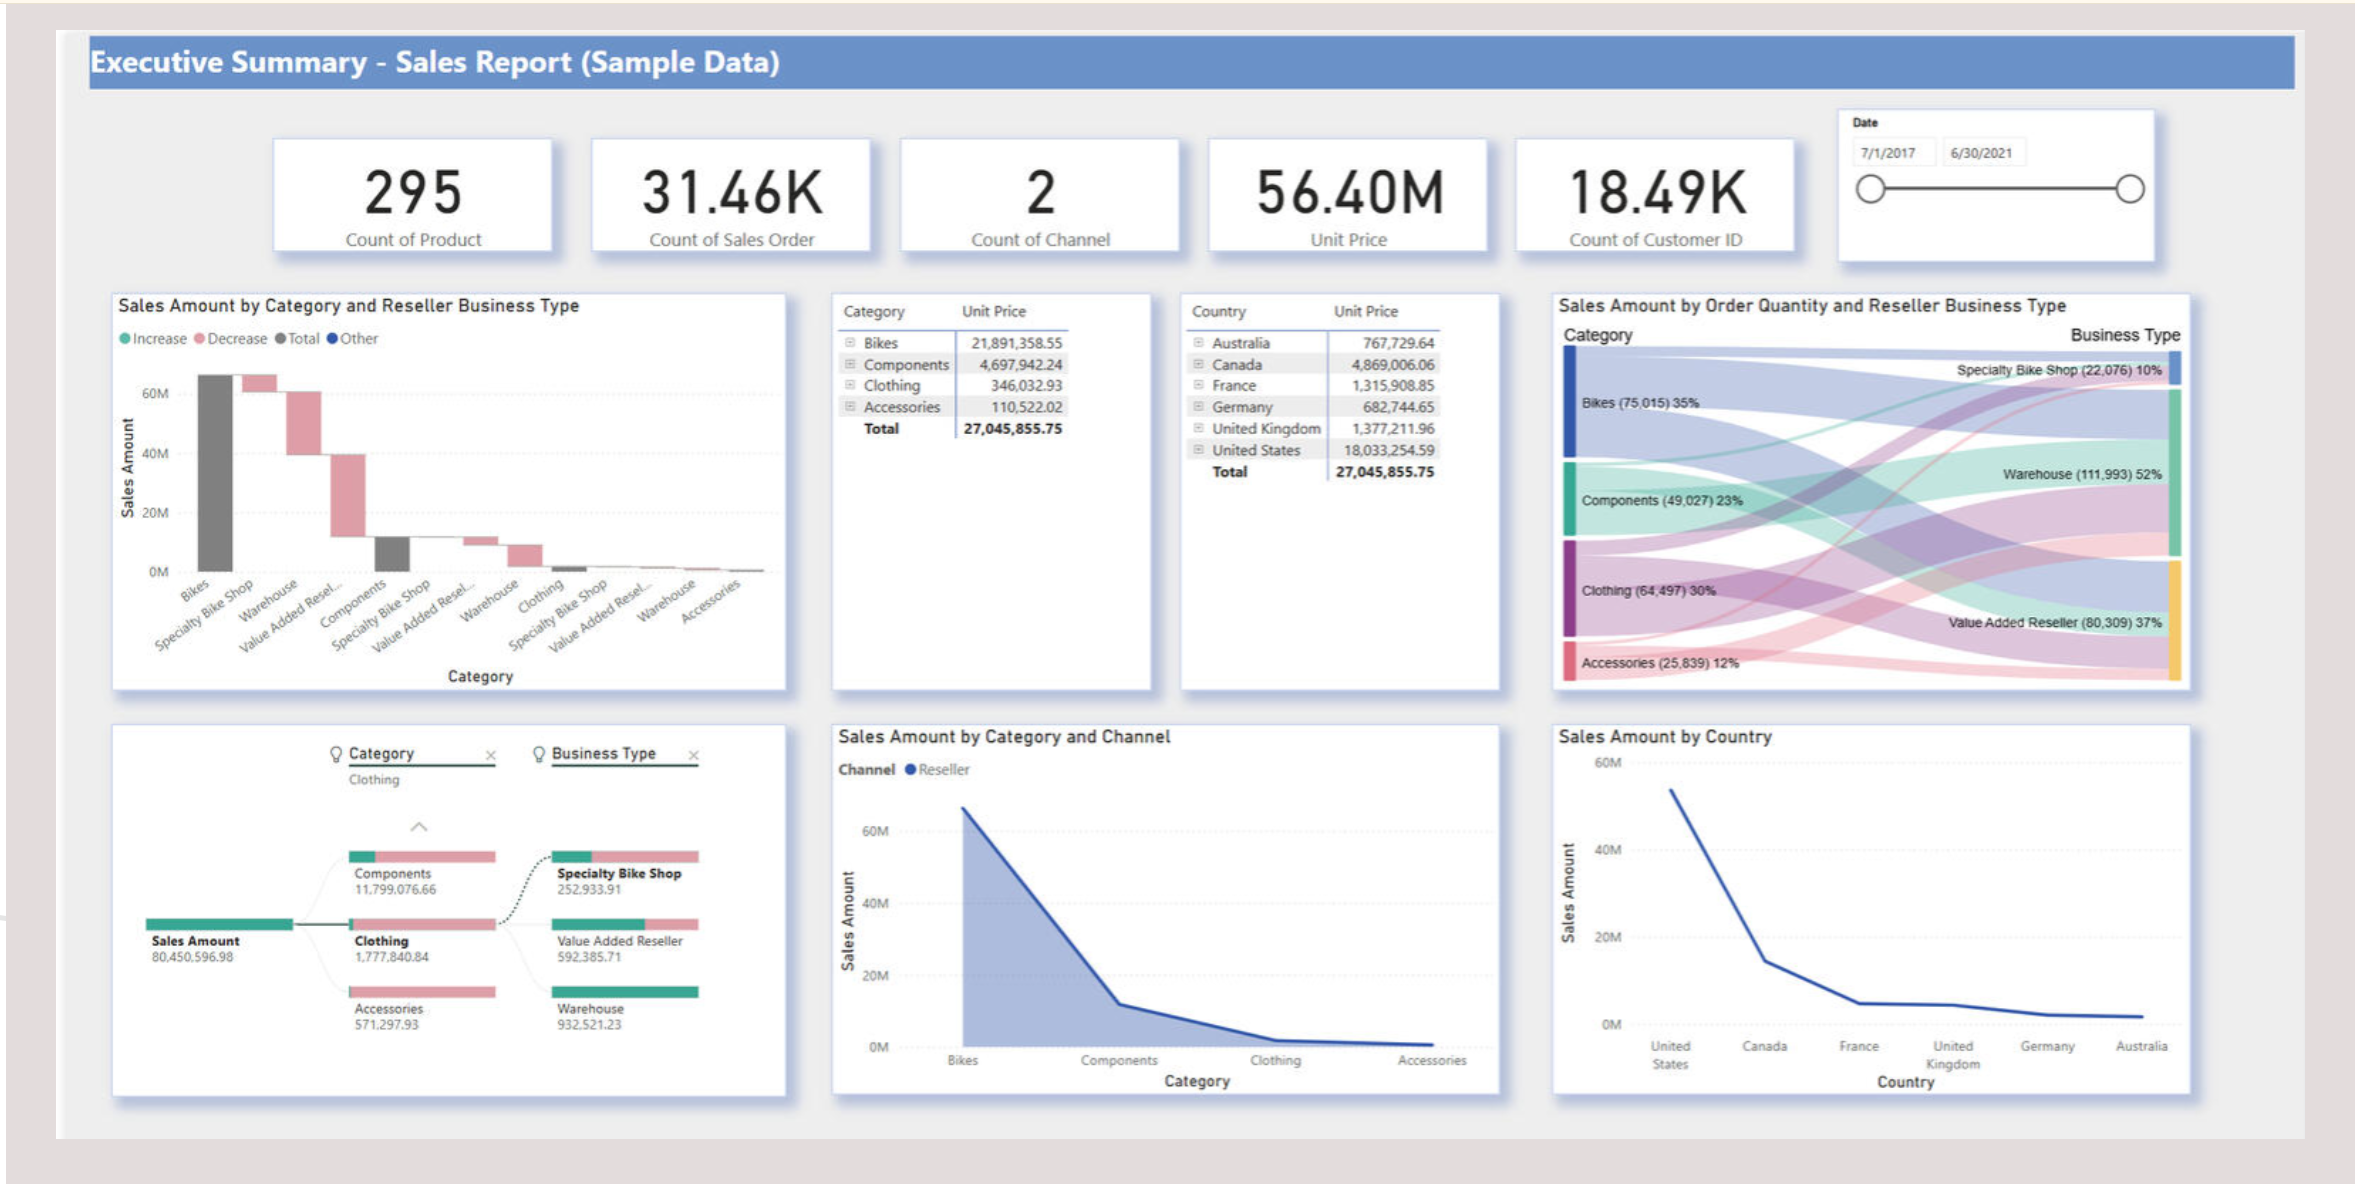 Executive Summary - Sales Report (Sample Data)
295
Count of Product
31.46K
Count of Sales Order
2
Count of Channel
56.40M
Unit Price
18.49K
Count of Customer ID
Date
7/1/2017 6/30/2021
Sales Amount by Category and Reseller Business Type
Increase Decrease Total Other
Sales Amount
60M
40M
20M
0M
Bikes
Specialty Bike Shop
Warehouse
Value Added Resel...
Components
Specialty Bike Shop
Value Added Resel...
Warehouse
Clothing
Specialty Bike Shop
Value Added Resel...
Warehouse
Accessories
Category
Category Unit Price
Bikes 21,891,358.55
Components 4,697,942.24
Clothing 346,032.93
Accessories 110,522.02
Total 27,045,855.75
Country Unit Price
Australia 767,729.64
Canada 4,869,006.06
France 1,315,908.85
Germany 682,744.65
United Kingdom 1,377,211.96
United States 18,033,254.59
Total 27,045,855.75
Sales Amount by Order Quantity and Reseller Business Type
Category Business Type
Specialty Bike Shop (22,076) 10%
Bikes (75,015) 35%
Warehouse (111,993) 52%
Components (49,027) 23%
Clothing (64,497) 30%
Value Added Reseller (80,309) 37%
Accessories (25,839) 12%
Category Business Type
Clothing
Components
11,799,076.66
Specialty Bike Shop
252,933.91
Sales Amount
80,450,596.98
Clothing
1,777,840.84
Value Added Reseller
592,385.71
Accessories
571,297.93
Warehouse
932,521.23
Sales Amount by Category and Channel
Channel Reseller
Sales Amount
60M
40M
20M
0M
Bikes Components Clothing Accessories
Category
Sales Amount by Country
Sales Amount
60M
40M
20M
0M
United States
Canada
France
United Kingdom
Germany
Australia
Country